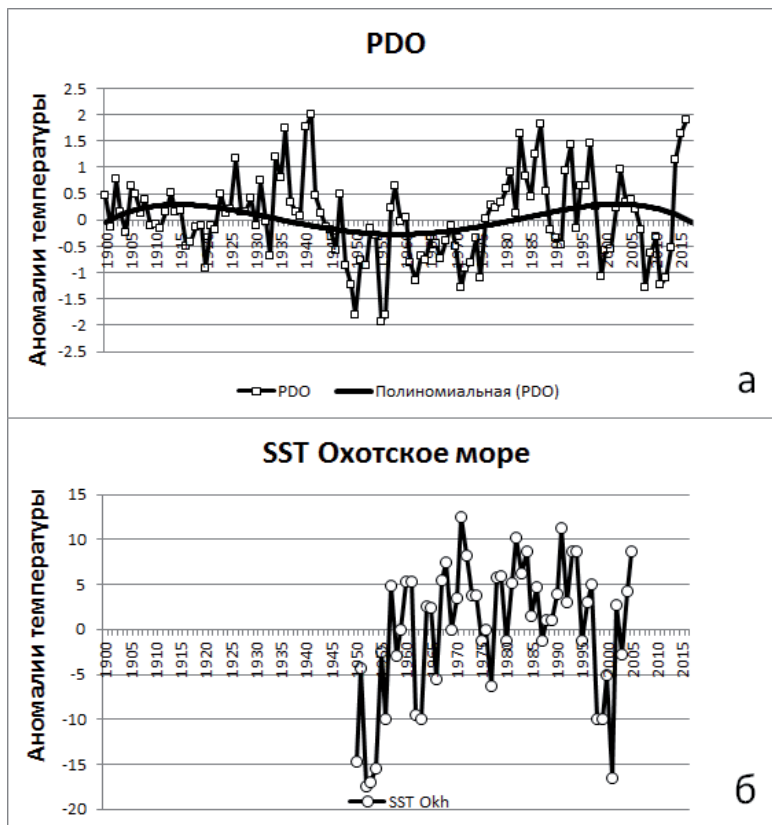 PDO
Аномалии температуры
2.5
2
1.5
1
0.5
0
-0.5
-1
-1.5
-2
-2.5
1900 1905 1910 1915 1920 1925 1930 1935 1940 1945 1950 1955 1960 1965 1970 1975 1980 1985 1990 1995 2000 2005 2010 2015
PDO Полиномиальная (PDO)
а
SST Охотское море
Аномалии температуры
15
10
5
0
-5
-10
-15
-20
1900 1905 1910 1915 1920 1925 1930 1935 1940 1945 1950 1955 1960 1965 1970 1975 1980 1985 1990 1995 2000 2005 2010 2015
SST Okh
б